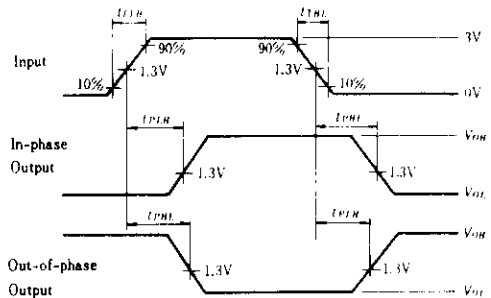 tTLH tTHL
90% 90% 3V
Input 1.3V 1.3V
10% 10% 0V
tPLH tPHL VOH
In-phase
Output 1.3V 1.3V
VOL
tPHL tPLH VOH
Out-of-phase 1.3V 1.3V
Output VOL